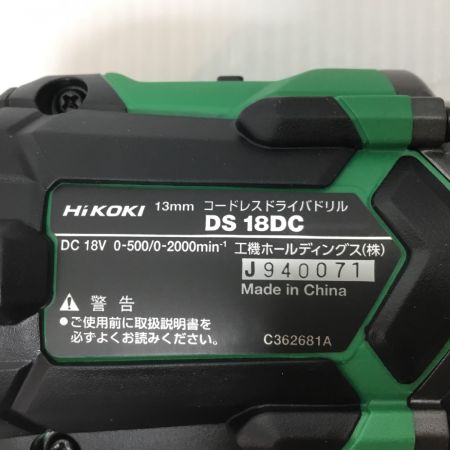 HiKOKI 13mm コードレスドライバドリル
DS 18DC
DC 18V 0-500/0-2000min-1 工機ホールディングス(株)
J940071
Made in China
警告
●ご使用前に取扱説明書を
必ずよくお読みください。
C362681A